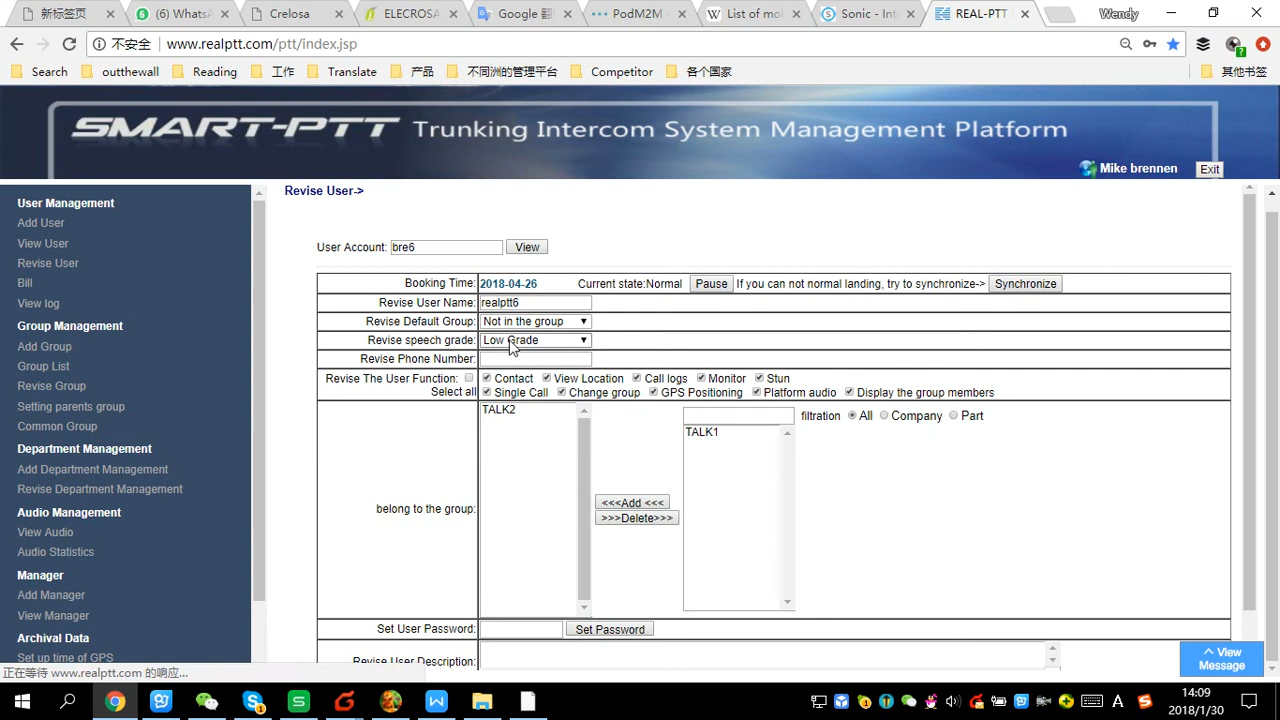 新标签页
WhatsA
Crelosa
ELECROSA
Google 翻
PodM2M -
List of mo
Sonic - Int
REAL-PTT
Wendy
不安全 www.realptt.com/ptt/index.jsp
Search outthewall Reading 工作 Translate 产品 不同洲的管理平台 Competitor 各个国家 其他书签
SMART-PTT Trunking Intercom System Management Platform
Mike brennen Exit
User Management
Add User
View User
Revise User
Bill
View log
Group Management
Add Group
Group List
Revise Group
Setting parents group
Common Group
Department Management
Add Department Management
Revise Department Management
Audio Management
View Audio
Audio Statistics
Manager
Add Manager
View Manager
Archival Data
Set up time of GPS
正在等待 www.realptt.com 的响应...
Revise User->
User Account: bre6 View
Booking Time: 2018-04-26 Current state:Normal Pause If you can not normal landing, try to synchronize-> Synchronize
Revise User Name: realptt6
Revise Default Group: Not in the group
Revise speech grade: Low Grade
Revise Phone Number:
Revise The User Function: Contact View Location Call logs Monitor Stun
Select all Single Call Change group GPS Positioning Platform audio Display the group members
TALK2
filtration All Company Part
TALK1
belong to the group:
<<<Add <<<
>>>Delete>>>
Set User Password: Set Password
Revise User Description:
View
Message
14:09
2018/1/30